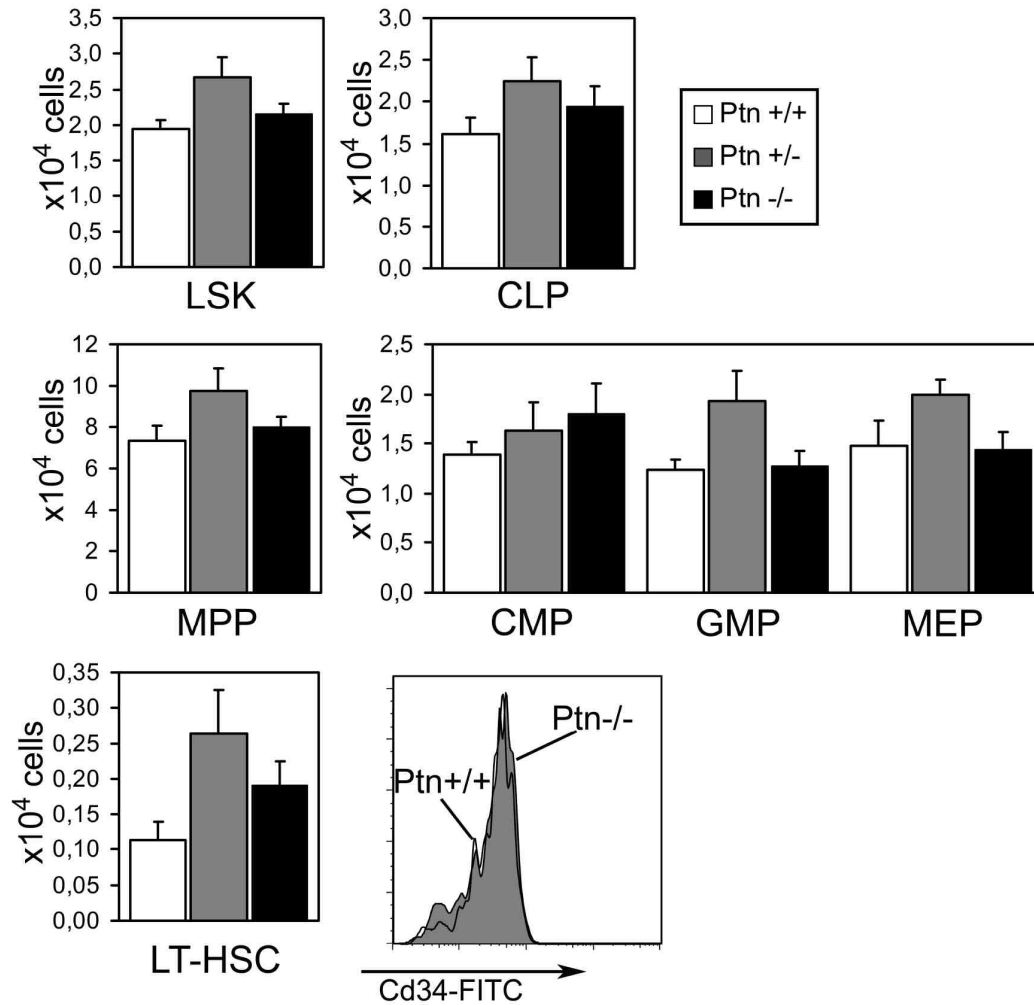 3,5
3,0
2,5
2,0
1,5
1,0
0,5
0,0
x10⁴ cells
LSK
3,0
2,5
2,0
1,5
1,0
0,5
0,0
x10⁴ cells
CLP
Ptn +/+
Ptn +/-
Ptn -/-
12
10
8
6
4
2
0
x10⁴ cells
MPP
2,5
2,0
1,5
1,0
0,5
0,0
x10⁴ cells
CMP
GMP
MEP
0,35
0,30
0,25
0,20
0,15
0,10
0,05
0,00
x10⁴ cells
LT-HSC
Ptn-/-
Ptn+/+
Cd34-FITC